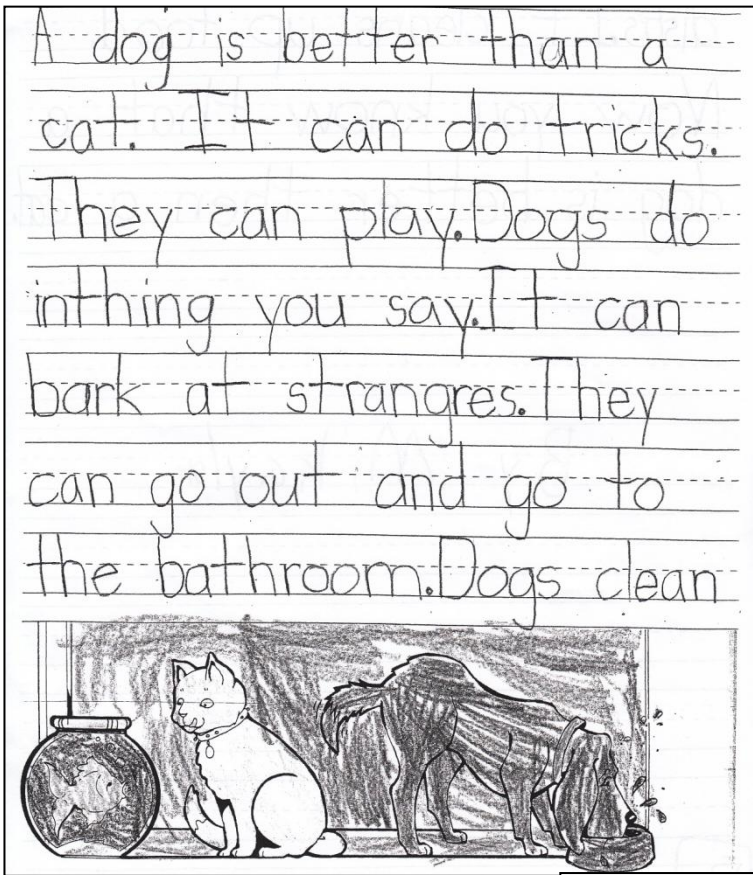 A dog is better than a
cat. It can do tricks.
They can play.Dogs do
inthing you say.It can
bark at strangres.They
can go out and go to
the bathroom.Dogs clean